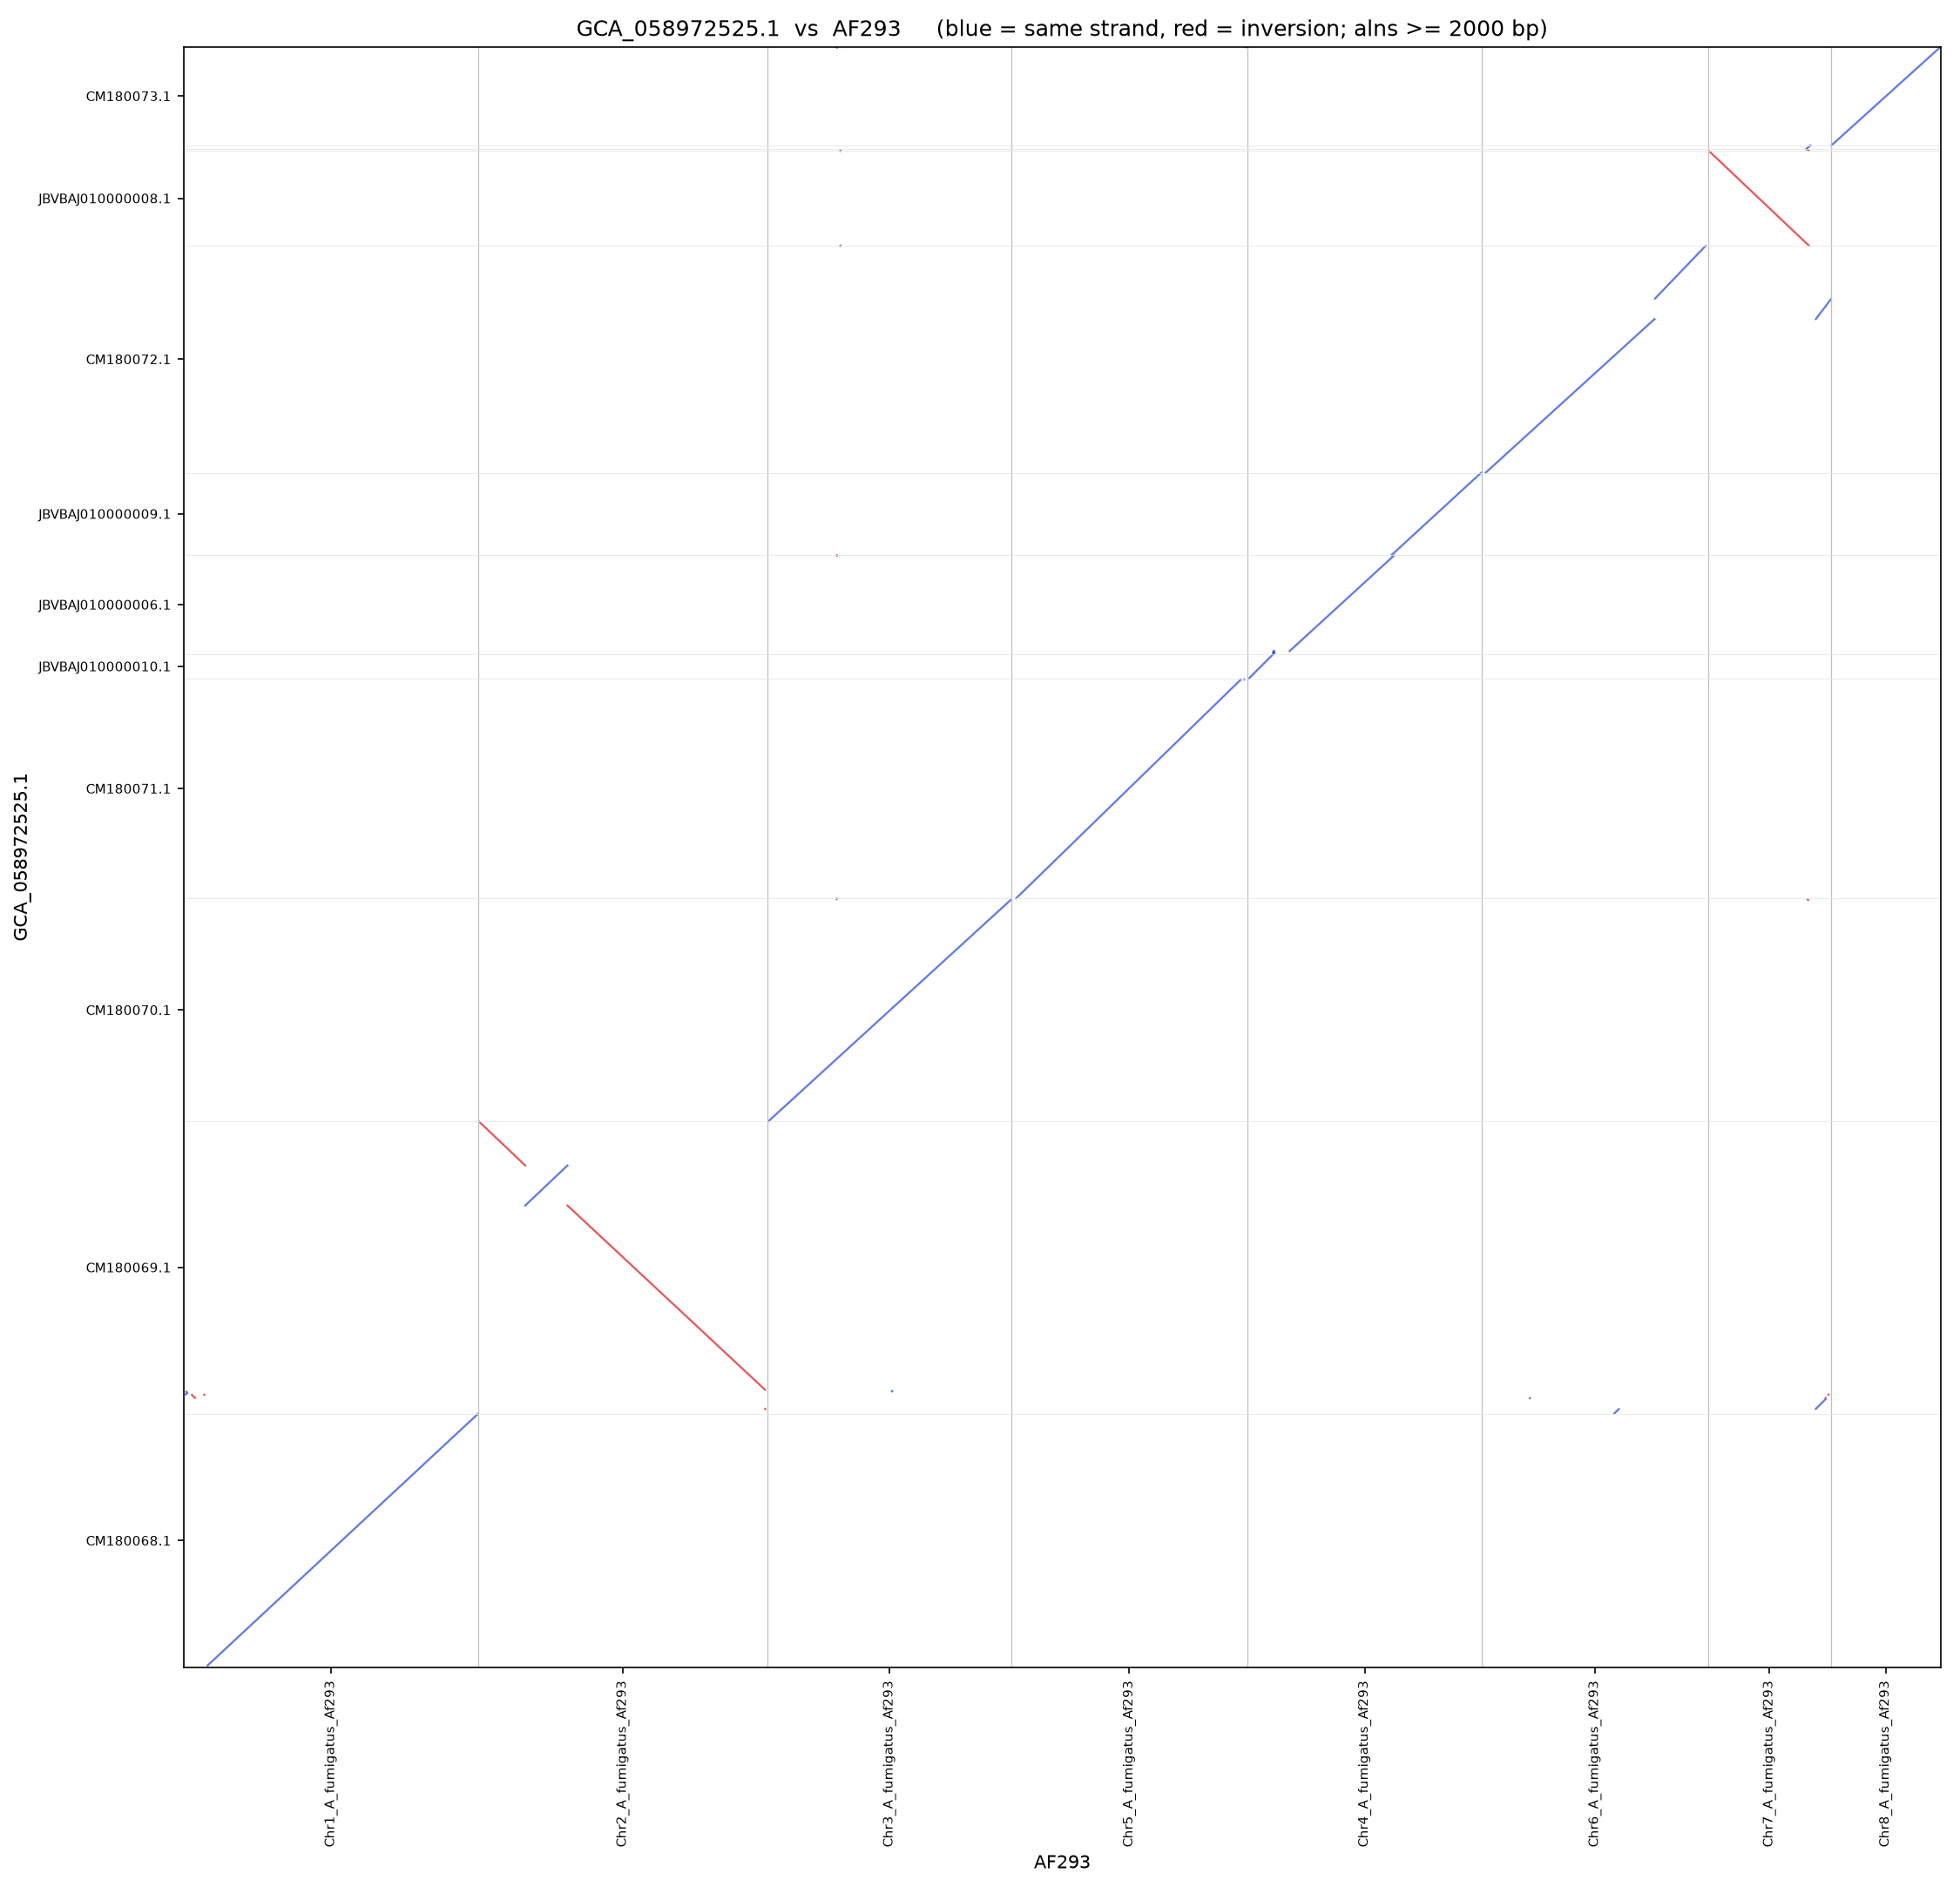 GCA_058972525.1  vs  AF293     (blue = same strand, red = inversion; alns >= 2000 bp)
CM180073.1
JBVBAJ010000008.1
CM180072.1
JBVBAJ010000009.1
JBVBAJ010000006.1
JBVBAJ010000010.1
CM180071.1
CM180070.1
CM180069.1
CM180068.1
GCA_058972525.1
Chr1_A_fumigatus_Af293
Chr2_A_fumigatus_Af293
Chr3_A_fumigatus_Af293
Chr5_A_fumigatus_Af293
Chr4_A_fumigatus_Af293
Chr6_A_fumigatus_Af293
Chr7_A_fumigatus_Af293
Chr8_A_fumigatus_Af293
AF293